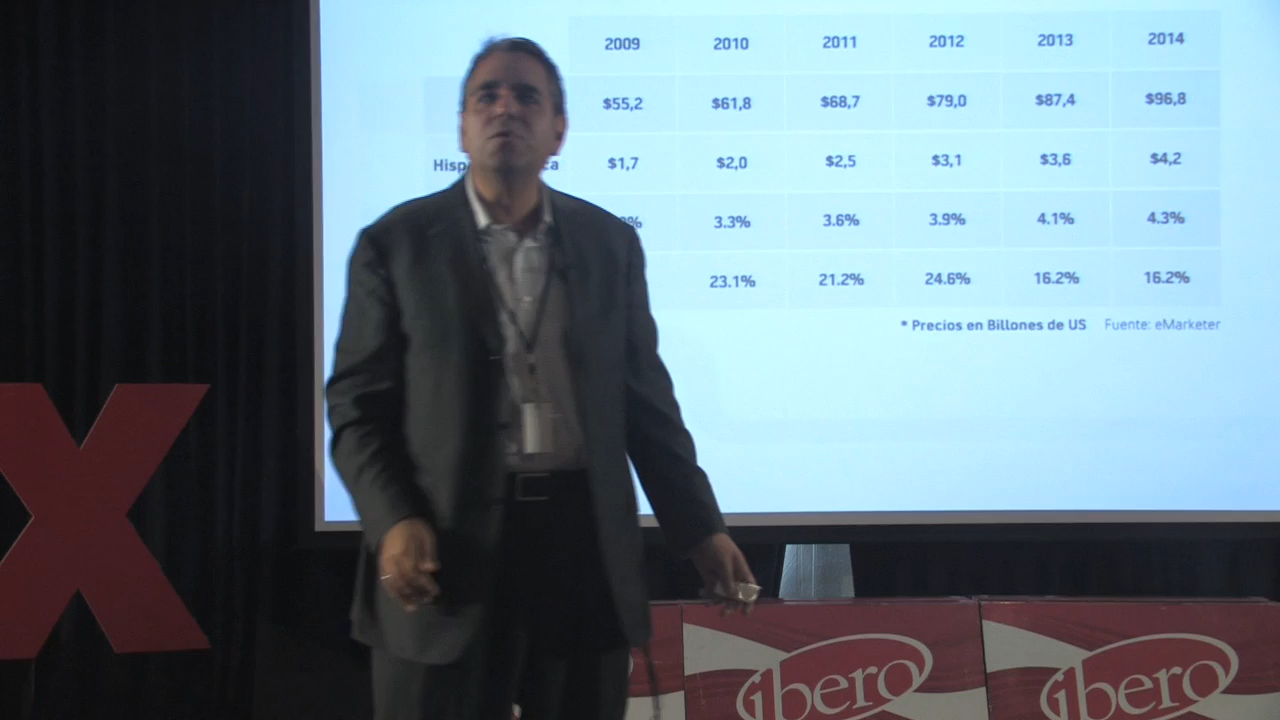 2009 2010 2011 2012 2013 2014
$55,2 $61,8 $68,7 $79,0 $87,4 $96,8
$1,7 $2,0 $2,5 $3,1 $3,6 $4,2
3.3% 3.6% 3.9% 4.1% 4.3%
23.1% 21.2% 24.6% 16.2% 16.2%
* Precios en Billones de US Fuente: eMarketer
X
ibero ibero